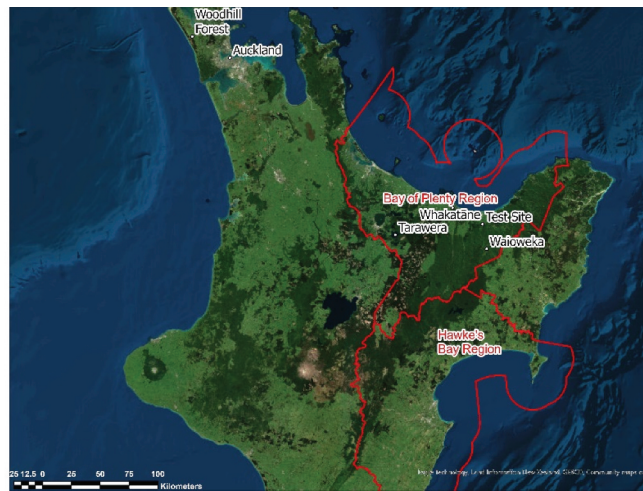 Woodhill
Forest
Auckland
Bay of Plenty Region
Whakatane
Test Site
Tarawera
Waioweka
Hawke's
Bay Region
25 12.5 0 25 50 75 100
Kilometers